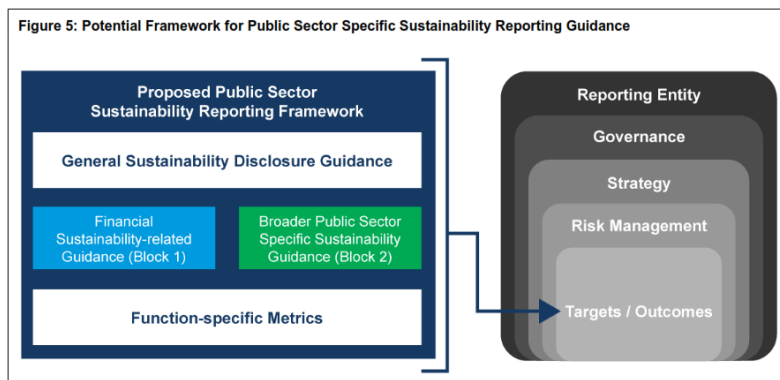 Figure 5: Potential Framework for Public Sector Specific Sustainability Reporting Guidance
Proposed Public Sector
Sustainability Reporting Framework
General Sustainability Disclosure Guidance
Financial
Sustainability-related
Guidance (Block 1)
Broader Public Sector
Specific Sustainability
Guidance (Block 2)
Function-specific Metrics
Reporting Entity
Governance
Strategy
Risk Management
Targets / Outcomes